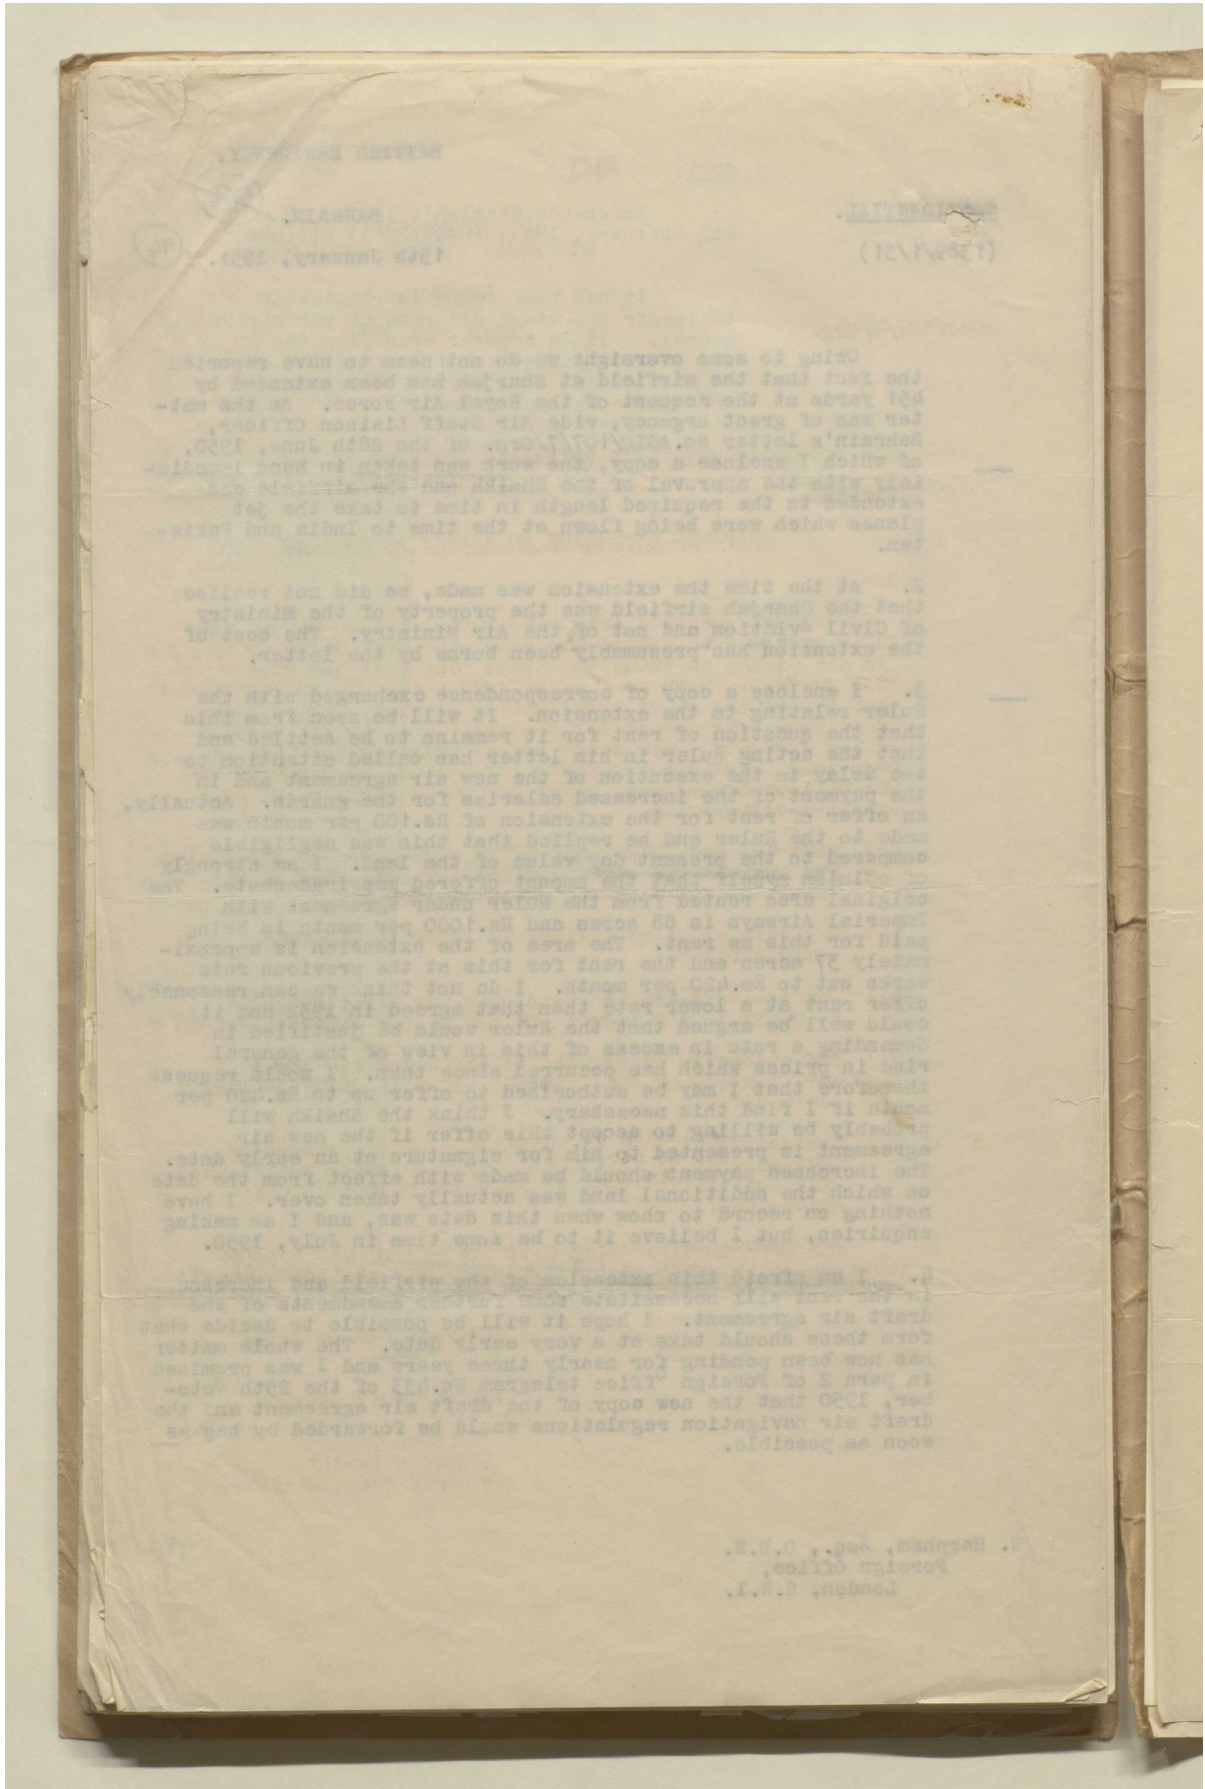 BRITISH RESIDENCY,
CONFIDENTIAL.
BAHRAIN.
(1389/1/51)
15th January, 1951.
Owing to some oversight we do not seem to have reported
the fact that the airfield at Sharjah has been extended by
451 yards at the request of the Royal Air Force. As the mat-
ter was of great urgency, vide Air Staff Liaison Officer,
Bahrain's letter No. of the 28th June, 1950,
of which I enclose a copy, the work was taken in hand immedia-
tely with the approval of the Shaikh and the airfield was
extended to the required length in time to take the jet
planes which were being flown at the time to India and Pakis-
tan.
2. At the time the extension was made, we did not realise
that the Sharjah airfield was the property of the Ministry
of Civil Aviation and not of the Air Ministry. The cost of
the extension has presumably been borne by the latter.
3. I enclose a copy of correspondence exchanged with the
Ruler relating to the extension. It will be seen from this
that the question of rent for it remains to be settled and
that the acting Ruler in his letter has called attention to
the delay in the execution of the new air agreement and in
the payment of the increased salaries for the guards. Actually,
an offer of rent for the extension of Rs.100 per month was
made to the Ruler and he replied that this was negligible
compared to the present day value of the land. I am strongly
of opinion myself that the amount offered was inadequate. The
original area rented from the Ruler under agreement with
Imperial Airways is 88 acres and Rs.1000 per month is being
paid for this as rent. The area of the extension is approxi-
mately 37 acres and the rent for this at the previous rate
works out to Rs.420 per month. I do not think we can reasonably
offer rent at a lower rate than that agreed in 1932 and it
could well be argued that the Ruler would be justified in
demanding a rate in excess of this in view of the general
rise in prices which has occurred since then. I would request
therefore that I may be authorised to offer up to Rs.420 per
month if I find this necessary. I think the Shaikh will
probably be willing to accept this offer if the new air
agreement is presented to him for signature at an early date.
The increased payment should be made with effect from the date
on which the additional land was actually taken over. I have
nothing on record to show when this date was, and I am making
enquiries, but I believe it to be some time in July, 1950.
4. I am afraid this extension of the airfield and increase
in the rent will necessitate some further amendments of the
draft air agreement. I hope it will be possible to decide what
form these should take at a very early date. The whole matter
has now been pending for nearly three years and I was promised
in para 2 of Foreign Office telegram No.433 of the 25th Octo-
ber, 1950 that the new copy of the draft air agreement and the
draft air navigation regulations would be forwarded by bag as
soon as possible.
Harpham, Esq., O.B.E.
Foreign Office,
London, S.W.1.